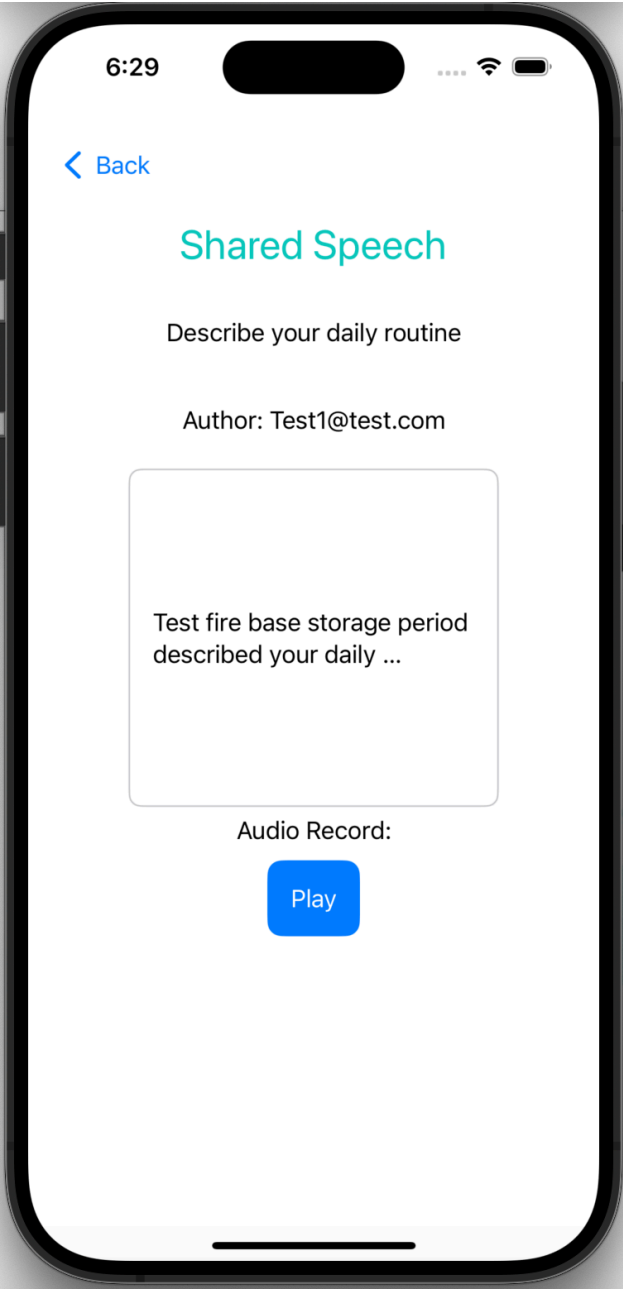 6:29
Back
Shared Speech
Describe your daily routine
Author: Test1@test.com
Test fire base storage period
described your daily ...
Audio Record:
Play